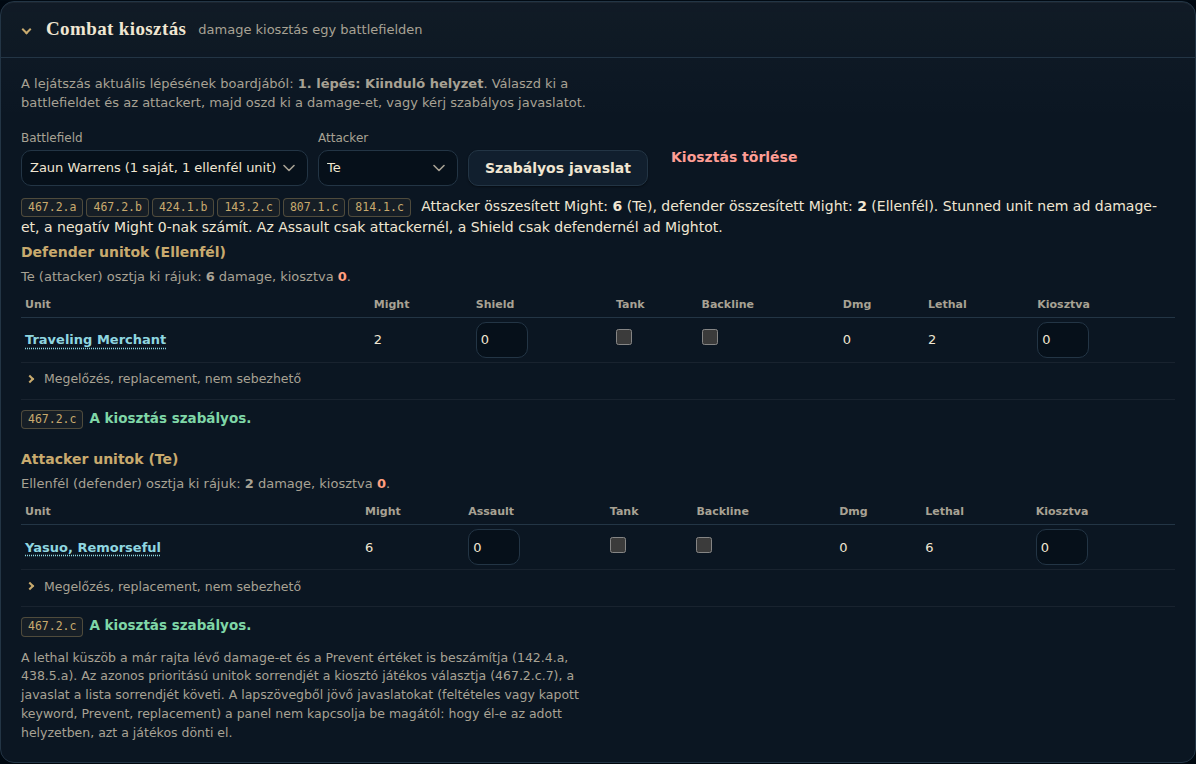 Combat kiosztás damage kiosztás egy battlefielden
A lejátszás aktuális lépésének boardjából: 1. lépés: Kiinduló helyzet. Válaszd ki a
battlefieldet és az attackert, majd oszd ki a damage-et, vagy kérj szabályos javaslatot.
Battlefield Attacker
Zaun Warrens (1 saját, 1 ellenfél unit) Te Szabályos javaslat Kiosztás törlése
467.2.a 467.2.b 424.1.b 143.2.c 807.1.c 814.1.c Attacker összesített Might: 6 (Te), defender összesített Might: 2 (Ellenfél). Stunned unit nem ad damage-
et, a negatív Might 0-nak számít. Az Assault csak attackernél, a Shield csak defendernél ad Mightot.
Defender unitok (Ellenfél)
Te (attacker) osztja ki rájuk: 6 damage, kiosztva 0.
Unit Might Shield Tank Backline Dmg Lethal Kiosztva
Traveling Merchant 2 0 0 2 0
Megelőzés, replacement, nem sebezhető
467.2.c A kiosztás szabályos.
Attacker unitok (Te)
Ellenfél (defender) osztja ki rájuk: 2 damage, kiosztva 0.
Unit Might Assault Tank Backline Dmg Lethal Kiosztva
Yasuo, Remorseful 6 0 0 6 0
Megelőzés, replacement, nem sebezhető
467.2.c A kiosztás szabályos.
A lethal küszöb a már rajta lévő damage-et és a Prevent értéket is beszámítja (142.4.a,
438.5.a). Az azonos prioritású unitok sorrendjét a kiosztó játékos választja (467.2.c.7), a
javaslat a lista sorrendjét követi. A lapszövegből jövő javaslatokat (feltételes vagy kapott
keyword, Prevent, replacement) a panel nem kapcsolja be magától: hogy él-e az adott
helyzetben, azt a játékos dönti el.